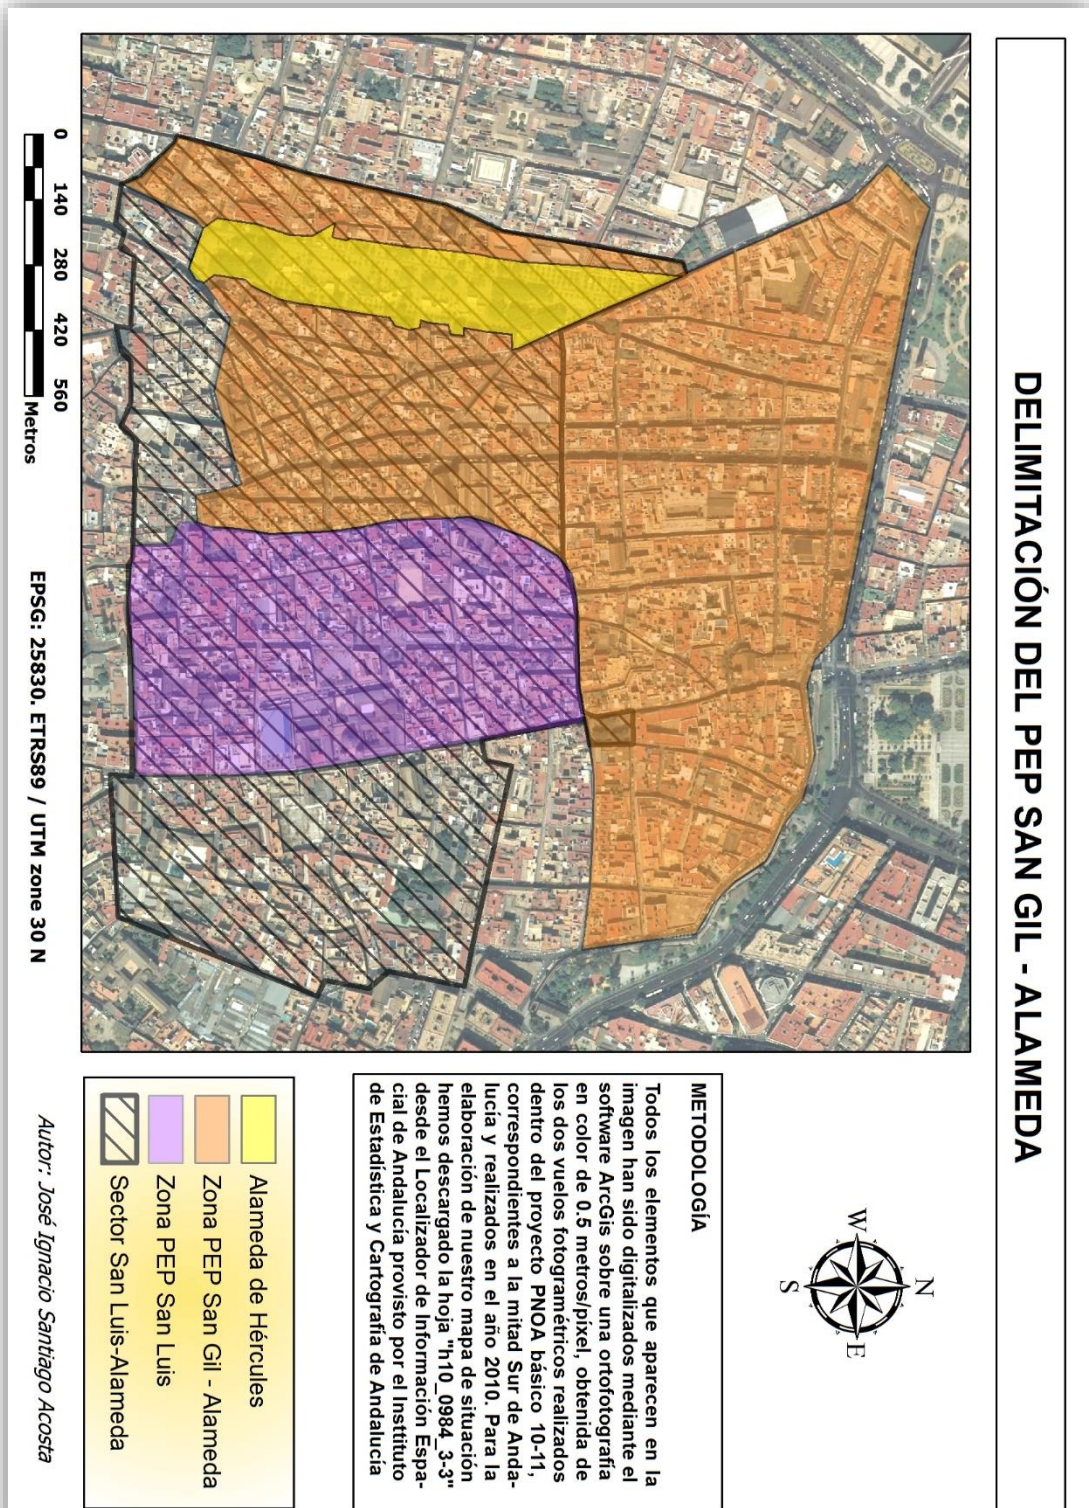 DELIMITACIÓN DEL PEP SAN GIL - ALAMEDA
N
W
E
S
METODOLOGÍA
Todos los elementos que aparecen en la
imagen han sido digitalizados mediante el
software ArcGis sobre una ortofotografía
en color de 0.5 metros/píxel, obtenida de
los dos vuelos fotogramétricos realizados
dentro del proyecto PNOA básico 10-11,
correspondientes a la mitad Sur de Anda-
lucía y realizados en el año 2010. Para la
elaboración de nuestro mapa de situación
hemos descargado la hoja "h10_0984_3-3"
desde el Localizador de Información Espa-
cial de Andalucía provisto por el Instituto
de Estadística y Cartografía de Andalucía
Alameda de Hércules
Zona PEP San Gil - Alameda
Zona PEP San Luis
Sector San Luis-Alameda
0 140 280 420 560
Metros
EPSG: 25830. ETRS89 / UTM zone 30 N
Autor: José Ignacio Santiago Acosta